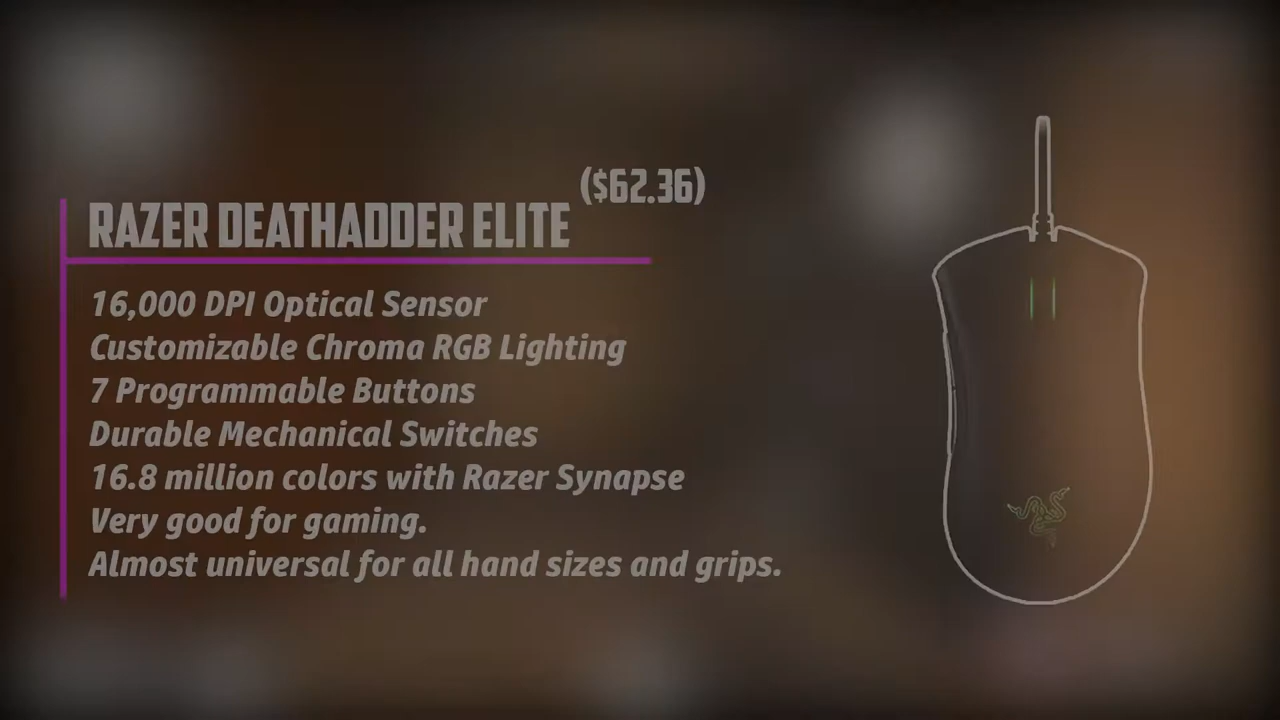 ($62.36)
RAZER DEATHADDER ELITE
16,000 DPI Optical Sensor
Customizable Chroma RGB Lighting
7 Programmable Buttons
Durable Mechanical Switches
16.8 million colors with Razer Synapse
Very good for gaming.
Almost universal for all hand sizes and grips.